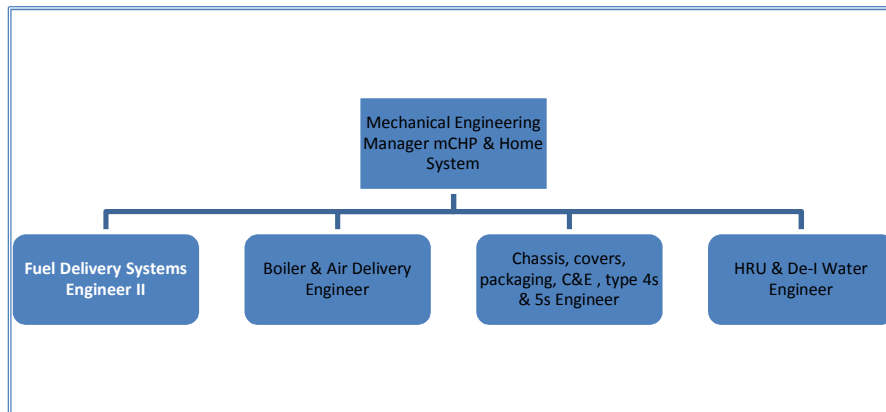 Mechanical Engineering
Manager mCHP & Home
System
Fuel Delivery Systems
Engineer II
Boiler & Air Delivery
Engineer
Chassis, covers,
packaging, C&E , type 4s
& 5s Engineer
HRU & De-I Water
Engineer